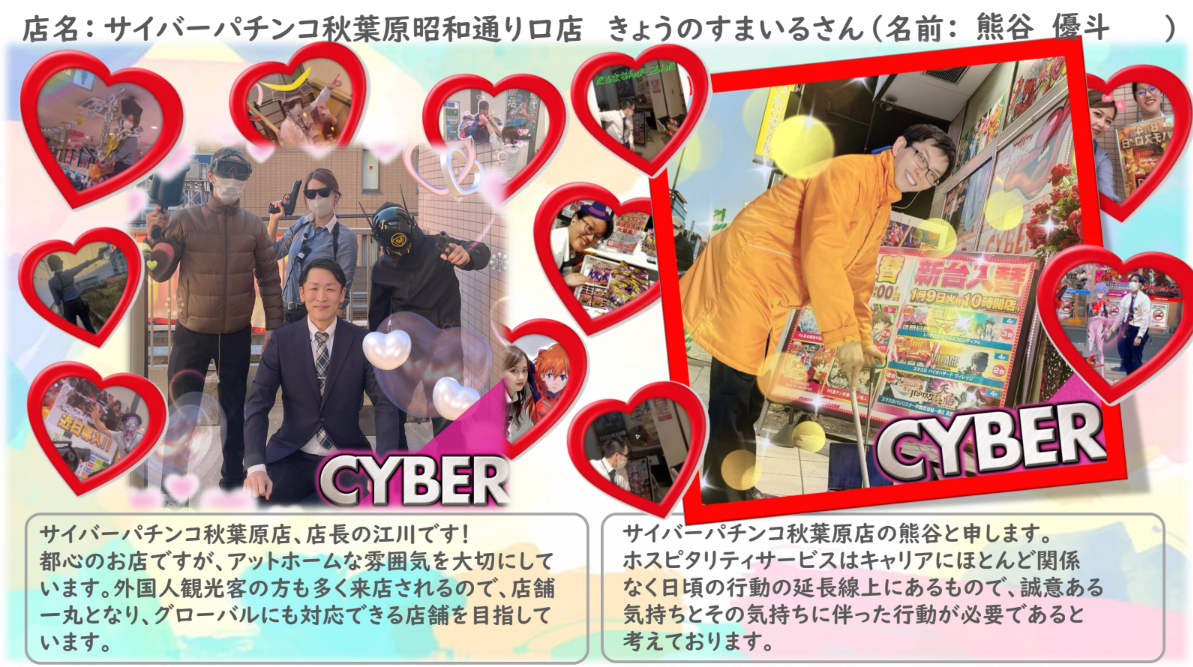 店名：サイバーパチンコ秋葉原昭和通り口店　きょうのすまいるさん（名前：熊谷　優斗　　）
近日導入!!
CYBER
新台入替
1月9日火10時開店
CYBER
サイバーパチンコ秋葉原店、店長の江川です！
都心のお店ですが、アットホームな雰囲気を大切にして
います。外国人観光客の方も多く来店されるので、店舗
一丸となり、グローバルにも対応できる店舗を目指して
います。
サイバーパチンコ秋葉原店の熊谷と申します。
ホスピタリティサービスはキャリアにほとんど関係
なく日頃の行動の延長線上にあるもので、誠意ある
気持ちとその気持ちに伴った行動が必要であると
考えております。